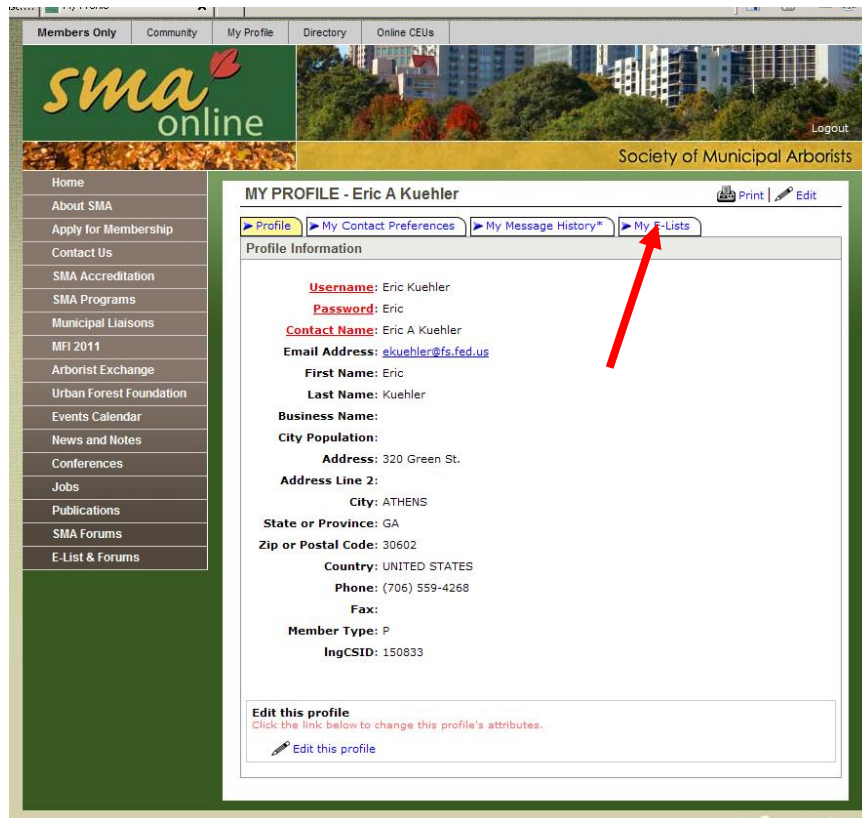 My Profile
Members Only Community My Profile Directory Online CEUs
sma
online
Logout
Society of Municipal Arborists
Home
About SMA
Apply for Membership
Contact Us
SMA Accreditation
SMA Programs
Municipal Liaisons
MFI 2011
Arborist Exchange
Urban Forest Foundation
Events Calendar
News and Notes
Conferences
Jobs
Publications
SMA Forums
E-List & Forums
MY PROFILE - Eric A Kuehler Print | Edit
Profile My Contact Preferences My Message History* My E-Lists
Profile Information
Username: Eric Kuehler
Password: Eric
Contact Name: Eric A Kuehler
Email Address: ekuehler@fs.fed.us
First Name: Eric
Last Name: Kuehler
Business Name:
City Population:
Address: 320 Green St.
Address Line 2:
City: ATHENS
State or Province: GA
Zip or Postal Code: 30602
Country: UNITED STATES
Phone: (706) 559-4268
Fax:
Member Type: P
lngCSID: 150833
Edit this profile
Click the link below to change this profile's attributes.
Edit this profile